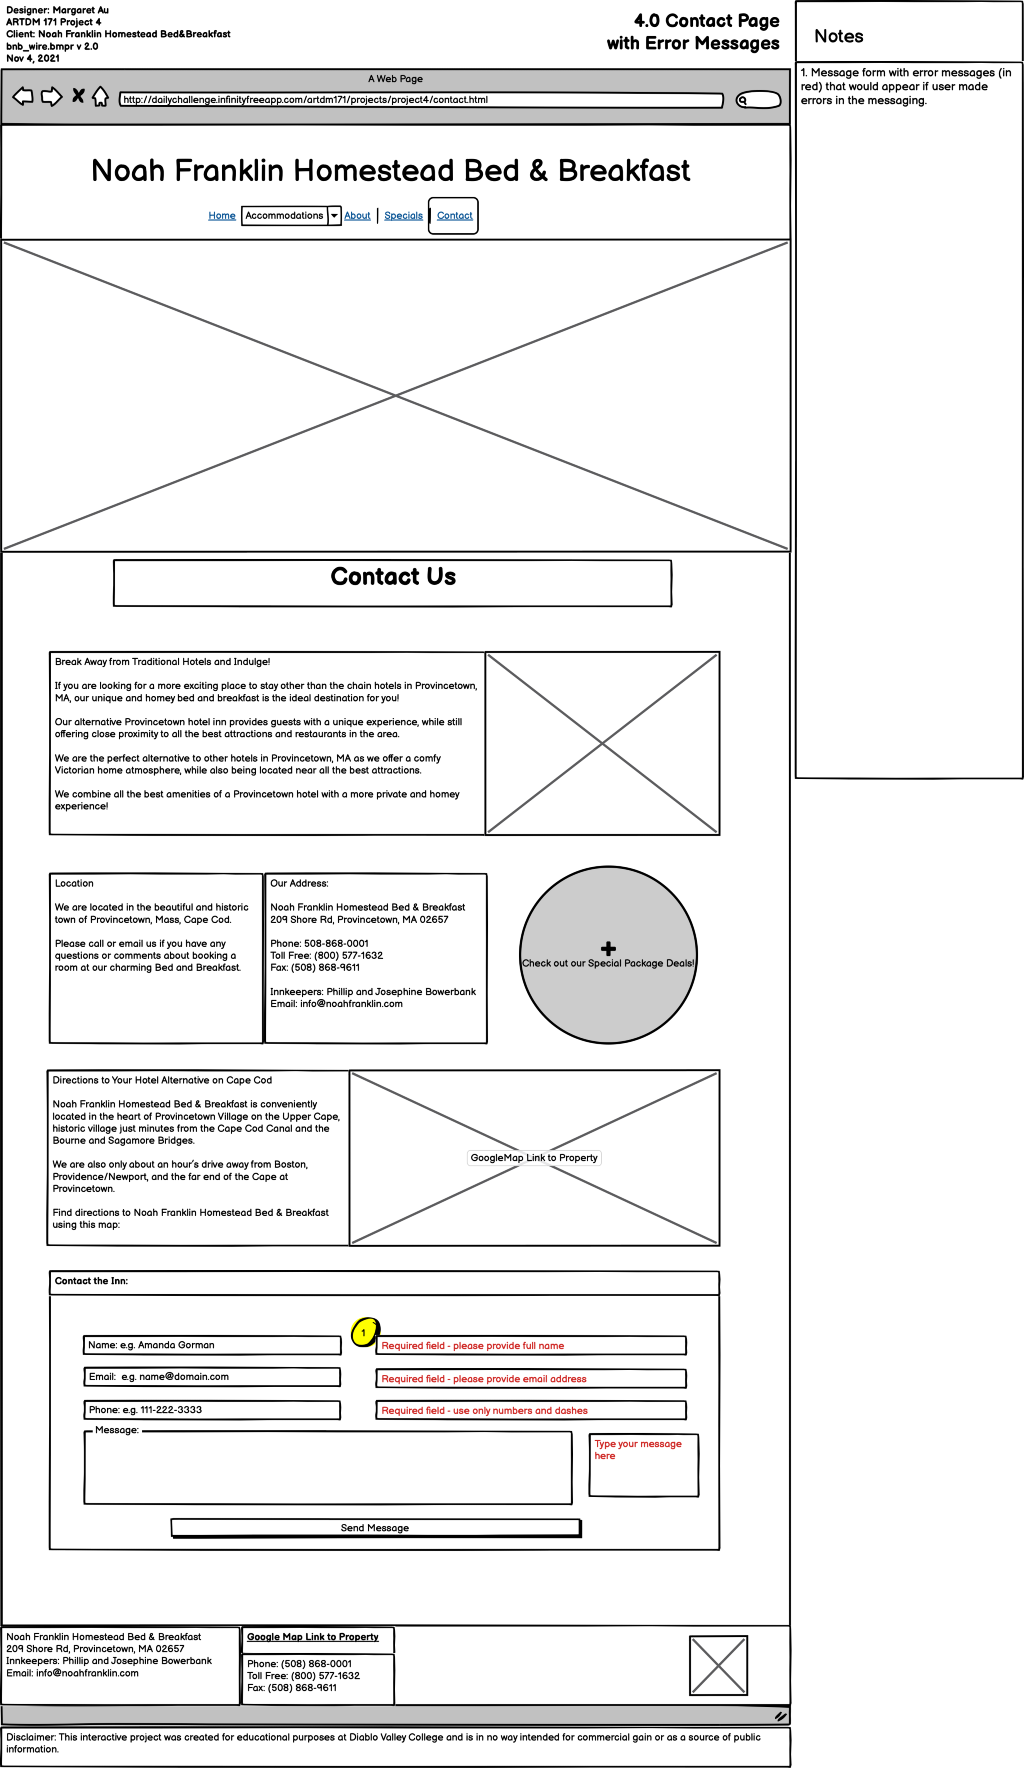 Designer: Margaret Au
ARTDM 171 Project 4
Client: Noah Franklin Homestead Bed&Breakfast
bnb_wire.bmpr v 2.0
Nov 4, 2021
4.0 Contact Page
with Error Messages
Notes
1. Message form with error messages (in
red) that would appear if user made
errors in the messaging.
A Web Page
http://dailychallenge.infinityfreeapp.com/artdm171/projects/project4/contact.html
Noah Franklin Homestead Bed & Breakfast
Home Accommodations About Specials Contact
Contact Us
Break Away from Traditional Hotels and Indulge!
If you are looking for a more exciting place to stay other than the chain hotels in Provincetown,
MA, our unique and homey bed and breakfast is the ideal destination for you!
Our alternative Provincetown hotel inn provides guests with a unique experience, while still
offering close proximity to all the best attractions and restaurants in the area.
We are the perfect alternative to other hotels in Provincetown, MA as we offer a comfy
Victorian home atmosphere, while also being located near all the best attractions.
We combine all the best amenities of a Provincetown hotel with a more private and homey
experience!
Location
We are located in the beautiful and historic
town of Provincetown, Mass, Cape Cod.
Please call or email us if you have any
questions or comments about booking a
room at our charming Bed and Breakfast.
Our Address:
Noah Franklin Homestead Bed & Breakfast
209 Shore Rd, Provincetown, MA 02657
Phone: 508-868-0001
Toll Free: (800) 577-1632
Fax: (508) 868-9611
Innkeepers: Phillip and Josephine Bowerbank
Email: info@noahfranklin.com
Check out our Special Package Deals!
Directions to Your Hotel Alternative on Cape Cod
Noah Franklin Homestead Bed & Breakfast is conveniently
located in the heart of Provincetown Village on the Upper Cape,
historic village just minutes from the Cape Cod Canal and the
Bourne and Sagamore Bridges.
We are also only about an hour's drive away from Boston,
Providence/Newport, and the far end of the Cape at
Provincetown.
Find directions to Noah Franklin Homestead Bed & Breakfast
using this map:
GoogleMap Link to Property
Contact the Inn:
1
Name: e.g. Amanda Gorman
Required field - please provide full name
Email:  e.g. name@domain.com
Required field - please provide email address
Phone: e.g. 111-222-3333
Required field - use only numbers and dashes
Message:
Type your message
here
Send Message
Noah Franklin Homestead Bed & Breakfast
209 Shore Rd, Provincetown, MA 02657
Innkeepers: Phillip and Josephine Bowerbank
Email: info@noahfranklin.com
Google Map Link to Property
Phone: (508) 868-0001
Toll Free: (800) 577-1632
Fax: (508) 868-9611
Disclaimer: This interactive project was created for educational purposes at Diablo Valley College and is in no way intended for commercial gain or as a source of public
information.